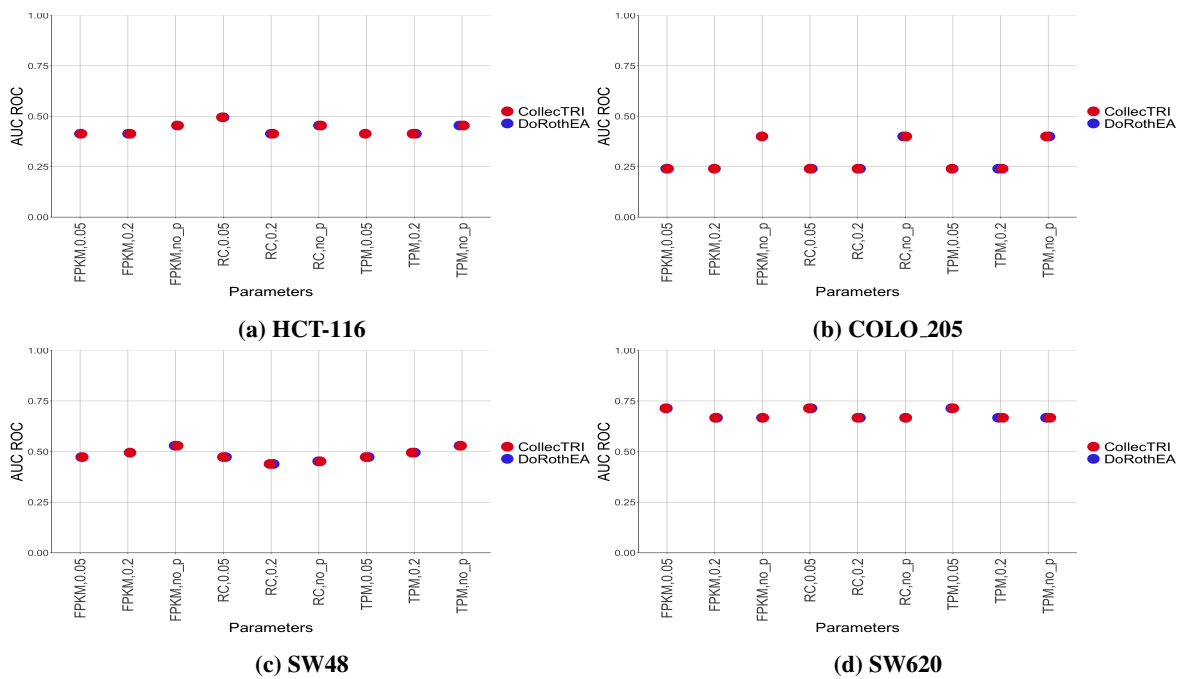 1.00
0.75
0.50
0.25
0.00
AUC ROC
FPKM,0.05
FPKM,0.2
FPKM,no_p
RC,0.05
RC,0.2
RC,no_p
TPM,0.05
TPM,0.2
TPM,no_p
Parameters
CollecTRI
DoRothEA
(a) HCT-116
1.00
0.75
0.50
0.25
0.00
AUC ROC
FPKM,0.05
FPKM,0.2
FPKM,no_p
RC,0.05
RC,0.2
RC,no_p
TPM,0.05
TPM,0.2
TPM,no_p
Parameters
CollecTRI
DoRothEA
(b) COLO_205
1.00
0.75
0.50
0.25
0.00
AUC ROC
FPKM,0.05
FPKM,0.2
FPKM,no_p
RC,0.05
RC,0.2
RC,no_p
TPM,0.05
TPM,0.2
TPM,no_p
Parameters
CollecTRI
DoRothEA
(c) SW48
1.00
0.75
0.50
0.25
0.00
AUC ROC
FPKM,0.05
FPKM,0.2
FPKM,no_p
RC,0.05
RC,0.2
RC,no_p
TPM,0.05
TPM,0.2
TPM,no_p
Parameters
CollecTRI
DoRothEA
(d) SW620